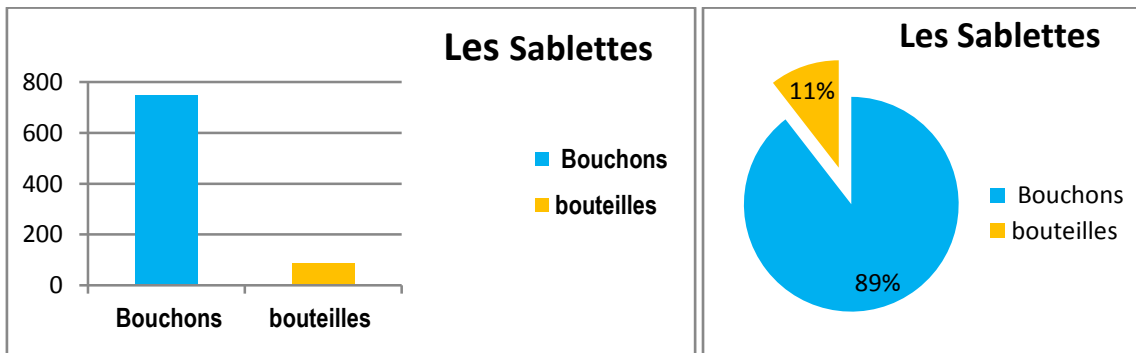 Les Sablettes
800
600
400
200
0
Bouchons
bouteilles
Bouchons
bouteilles
Les Sablettes
11%
89%
Bouchons
bouteilles